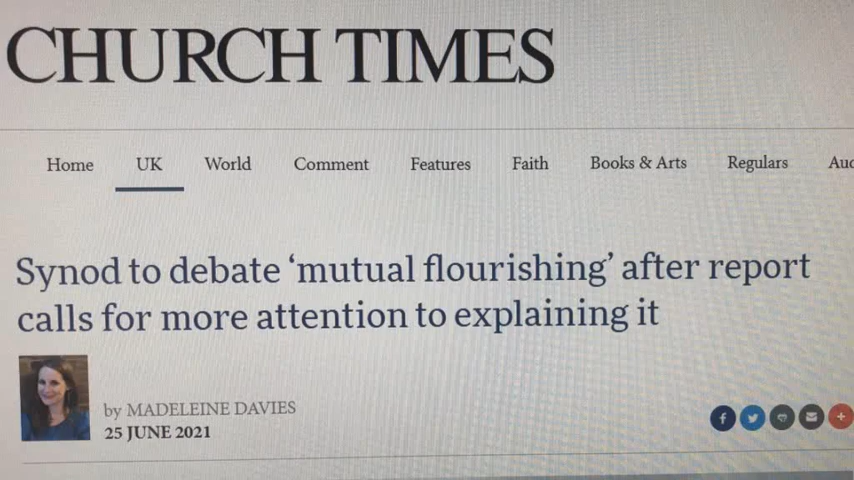 CHURCH TIMES
Home UK World Comment Features Faith Books & Arts Regulars
Synod to debate ‘mutual flourishing’ after report
calls for more attention to explaining it
by MADELEINE DAVIES
25 JUNE 2021